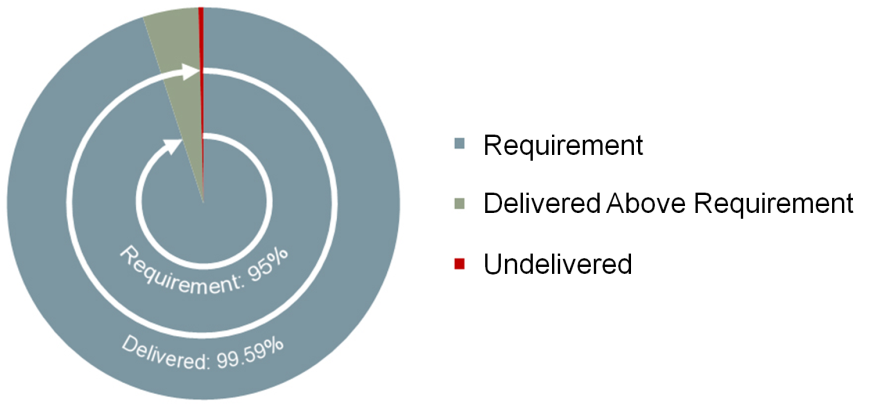 Requirement: 95%
Delivered: 99.59%
Requirement
Delivered Above Requirement
Undelivered